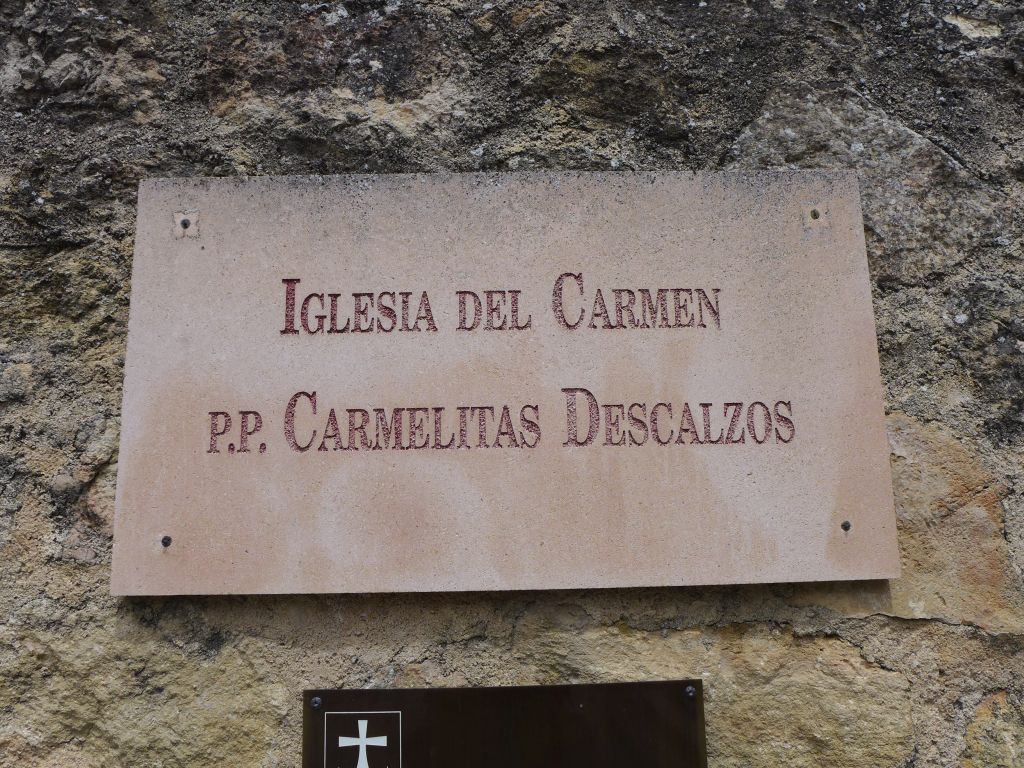 Iglesia del Carmen
P.P. Carmelitas Descalzos